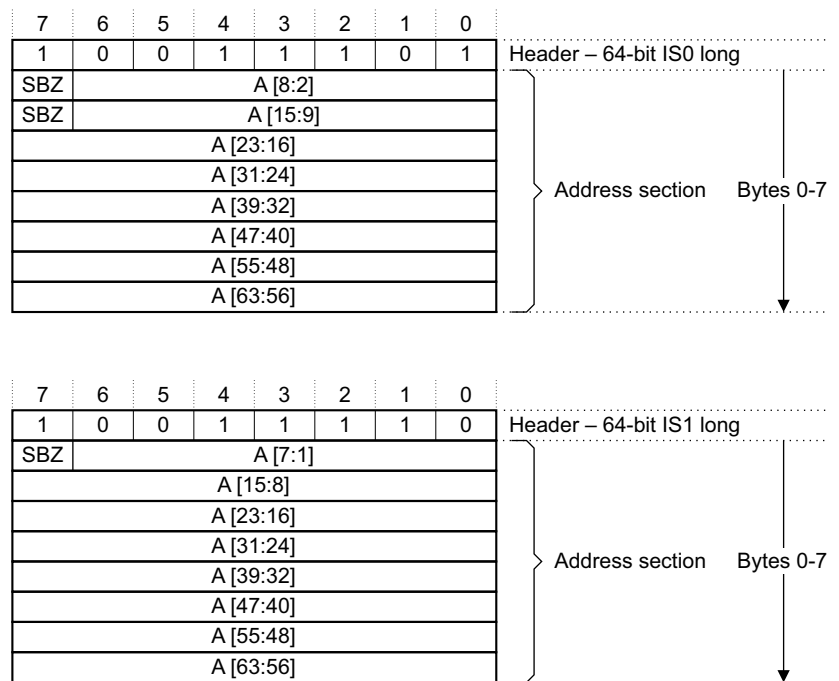 7 6 5 4 3 2 1 0
1 0 0 1 1 1 0 1 Header – 64-bit IS0 long
SBZ A [8:2]
SBZ A [15:9]
A [23:16]
A [31:24] Address section Bytes 0-7
A [39:32]
A [47:40]
A [55:48]
A [63:56]
7 6 5 4 3 2 1 0
1 0 0 1 1 1 1 0 Header – 64-bit IS1 long
SBZ A [7:1]
A [15:8]
A [23:16]
A [31:24] Address section Bytes 0-7
A [39:32]
A [47:40]
A [55:48]
A [63:56]